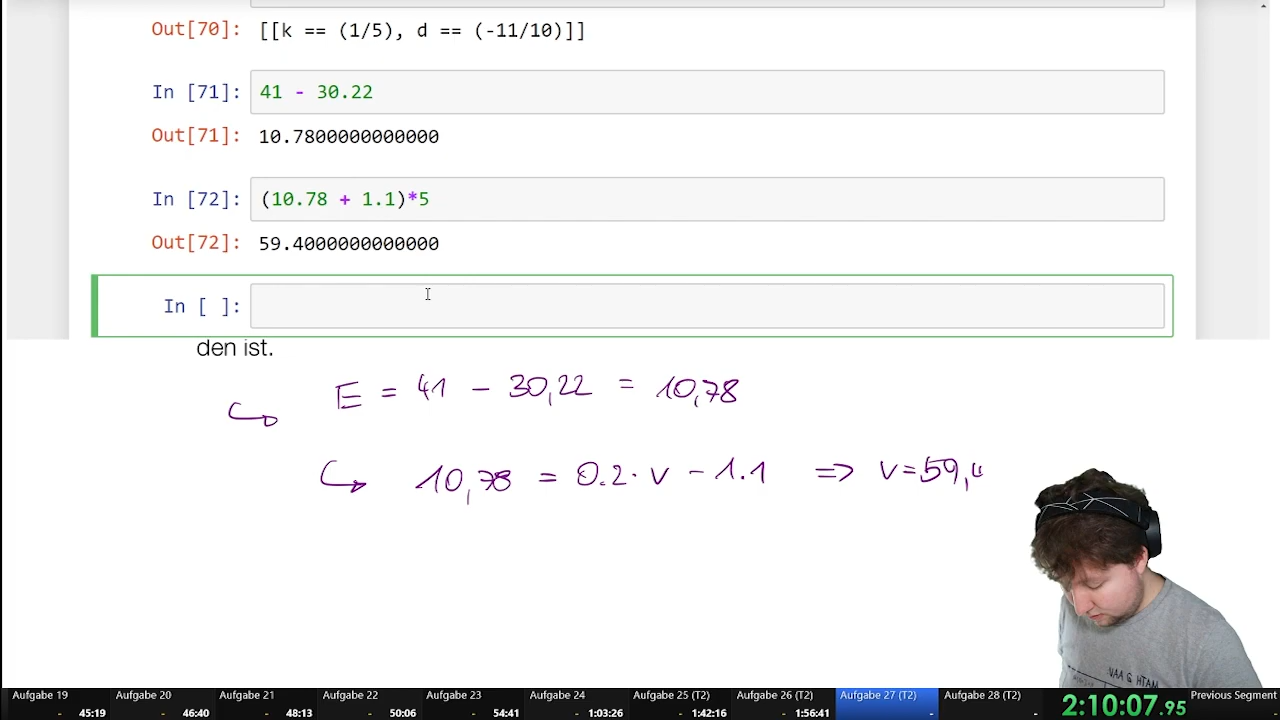 Out[70]: [[k == (1/5), d == (-11/10)]]
In [71]: 41 - 30.22
Out[71]: 10.7800000000000
In [72]: (10.78 + 1.1)*5
Out[72]: 59.4000000000000
In [ ]:
den ist.
E = 41 - 30,22 = 10,78
10,78 = 0.2 · v - 1.1 => v = 59,4
VAA G HTAM
Aufgabe 19 Aufgabe 20 Aufgabe 21 Aufgabe 22 Aufgabe 23 Aufgabe 24 Aufgabe 25 (T2) Aufgabe 26 (T2) Aufgabe 27 (T2) Aufgabe 28 (T2) 2:10:07.95 Previous Segment
- 45:19 - 46:40 - 48:13 - 50:06 - 54:41 - 1:03:26 - 1:42:16 - 1:56:41 - - -